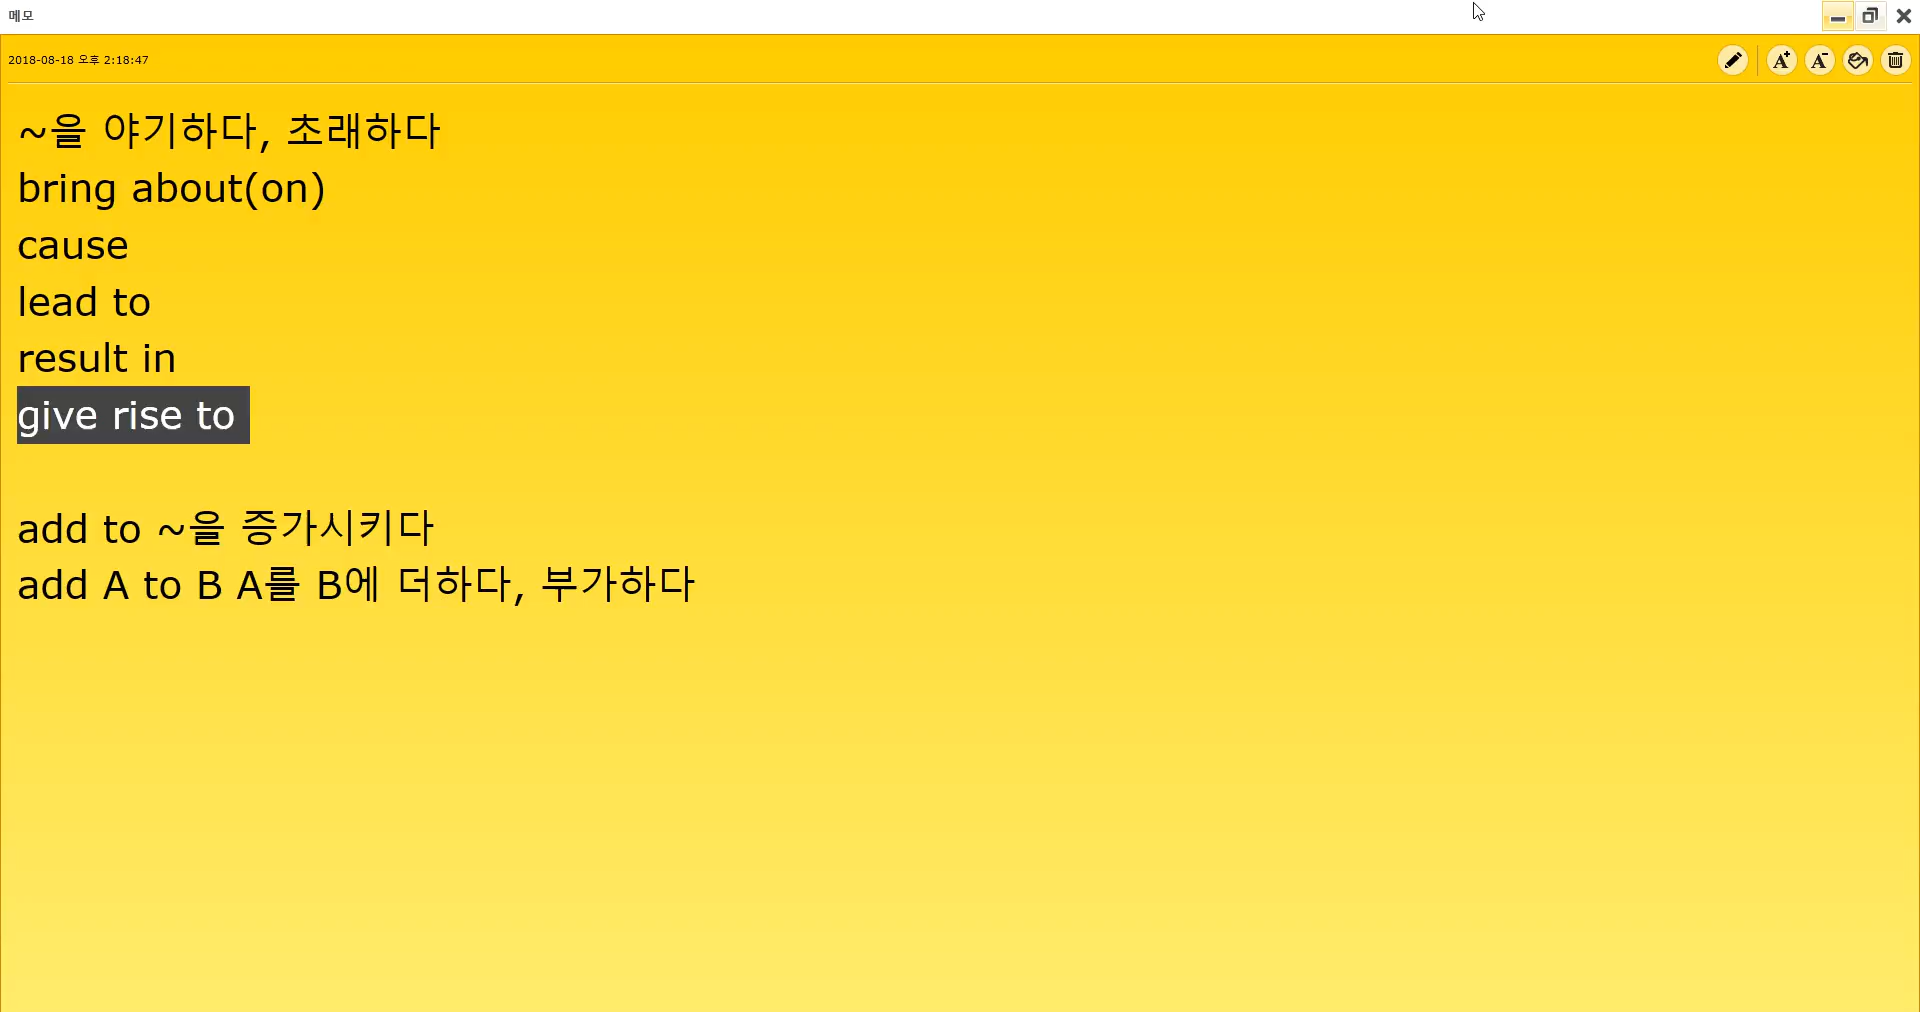 메모
2018-08-18 오후 2:18:47
~을 야기하다, 초래하다
bring about(on)
cause
lead to
result in
give rise to
add to ~을 증가시키다
add A to B A를 B에 더하다, 부가하다